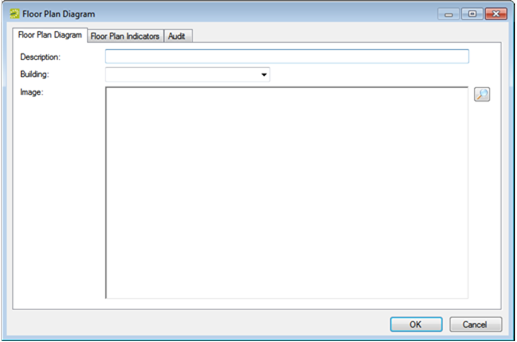 Floor Plan Diagram
Floor Plan Diagram Floor Plan Indicators Audit
Description:
Building:
Image:
OK Cancel